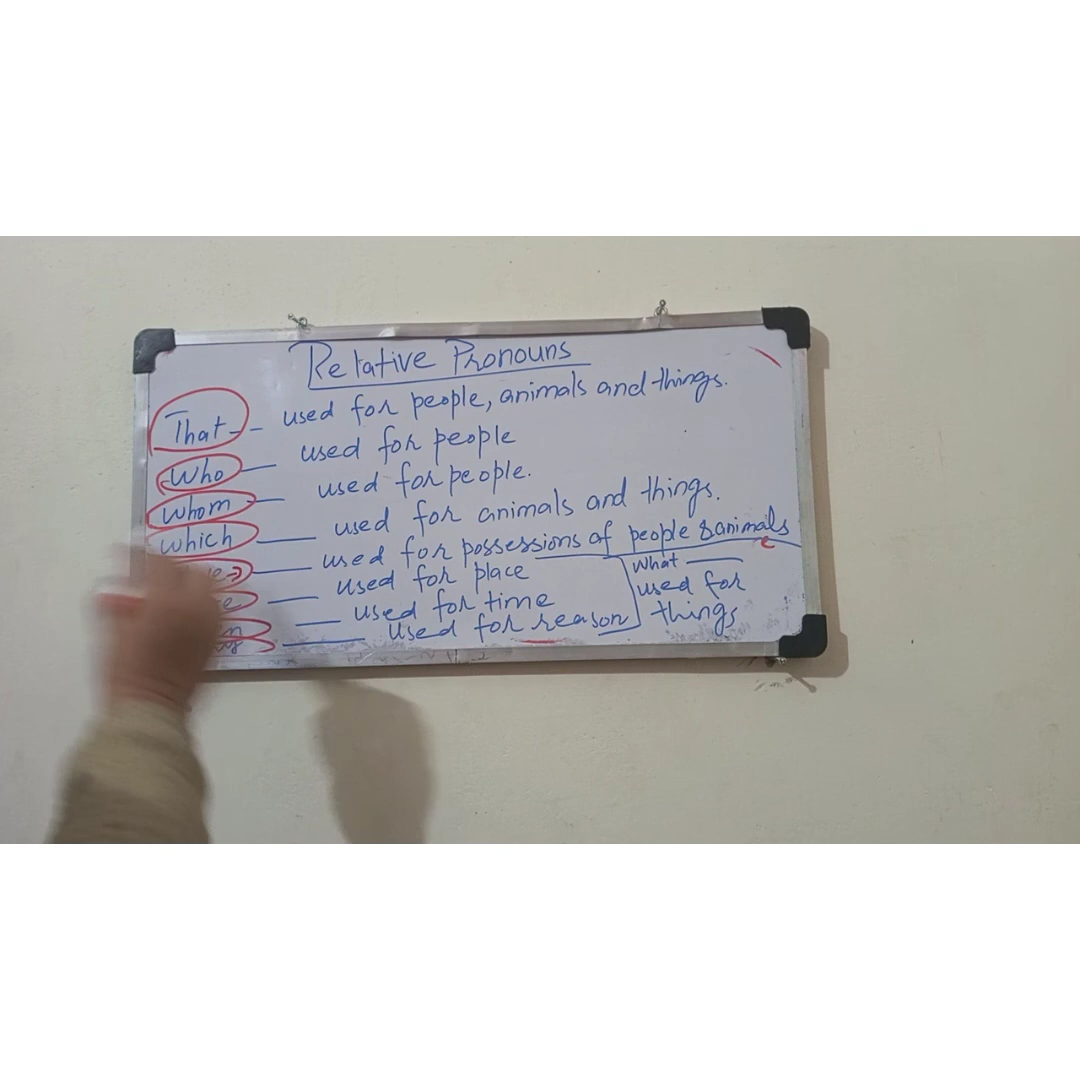 Relative Pronouns
That -- used for people, animals and things.
Who — used for people
whom — used for people.
which — used for animals and things.
— used for possessions of people & animals
— used for place
— used for time
— used for reason
what —
used for
things